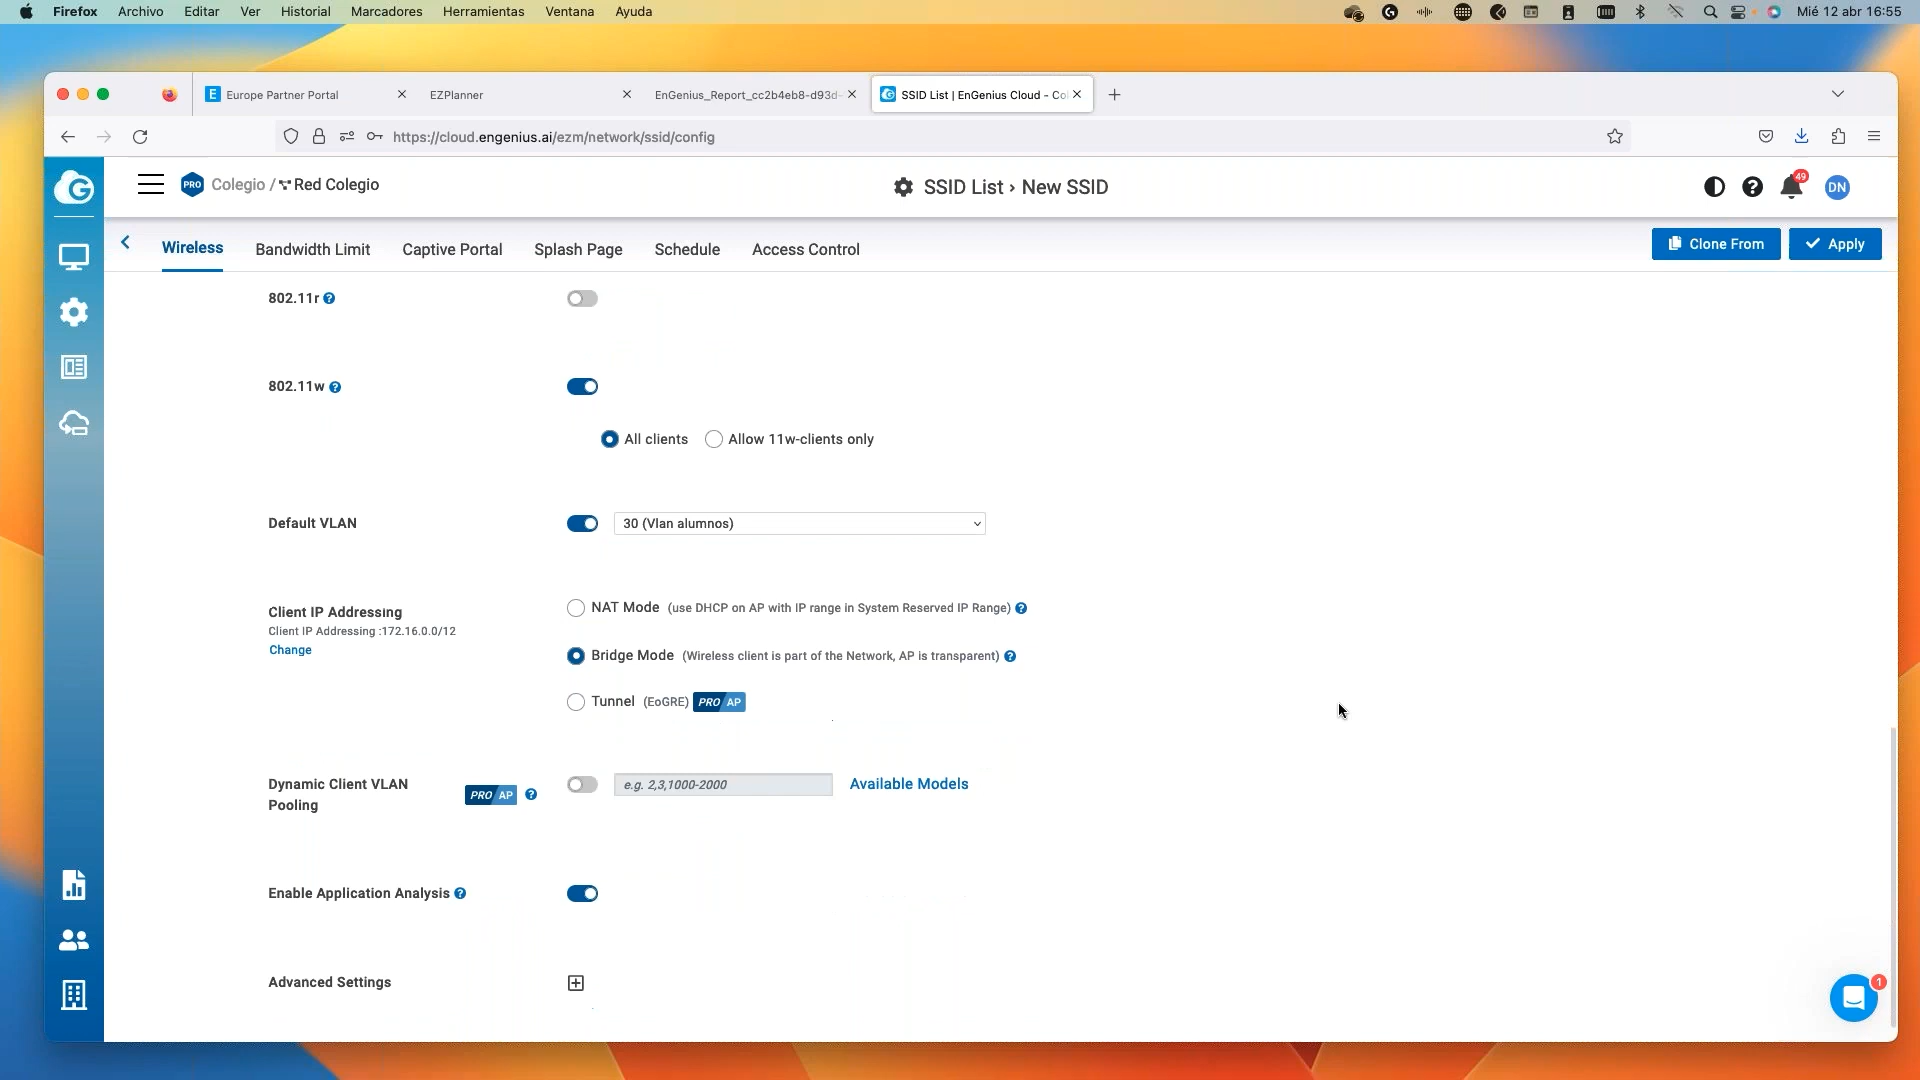 Firefox Archivo Editar Ver Historial Marcadores Herramientas Ventana Ayuda Mié 12 abr 16:55
E Europe Partner Portal EZPlanner EnGenius_Report_cc2b4eb8-d93d- SSID List | EnGenius Cloud - Co
https://cloud.engenius.ai/ezm/network/ssid/config
PRO Colegio / Red Colegio SSID List › New SSID 49 DN
Wireless Bandwidth Limit Captive Portal Splash Page Schedule Access Control Clone From Apply
802.11r
802.11w
All clients Allow 11w-clients only
Default VLAN 30 (Vlan alumnos)
Client IP Addressing NAT Mode (use DHCP on AP with IP range in System Reserved IP Range)
Client IP Addressing :172.16.0.0/12
Change
Bridge Mode (Wireless client is part of the Network, AP is transparent)
Tunnel (EoGRE) PRO AP
Dynamic Client VLAN
Pooling PRO AP e.g. 2,3,1000-2000 Available Models
Enable Application Analysis
Advanced Settings
1